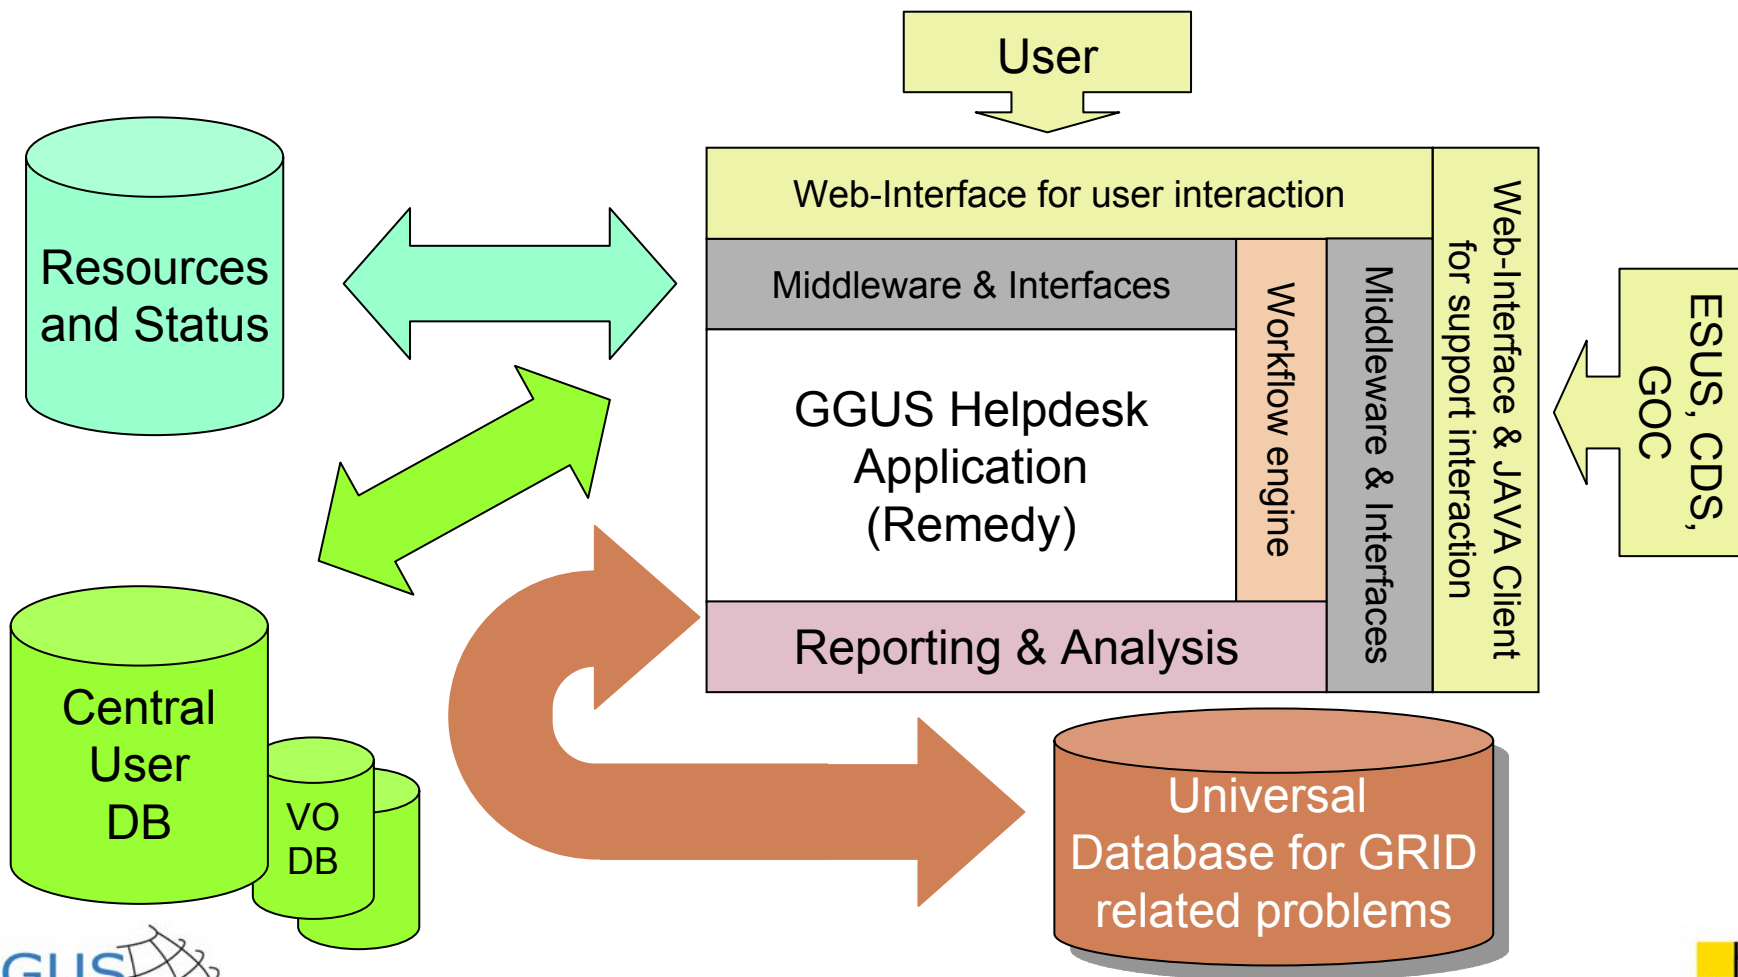 User
Web-Interface for user interaction
Web-Interface & JAVA Client
for support interaction
Resources
and Status
Middleware & Interfaces
Workflow engine
Middleware & Interfaces
ESUS, CDS,
GOC
GGUS Helpdesk
Application
(Remedy)
Reporting & Analysis
Central
User
DB
VO
DB
Universal
Database for GRID
related problems
GUS